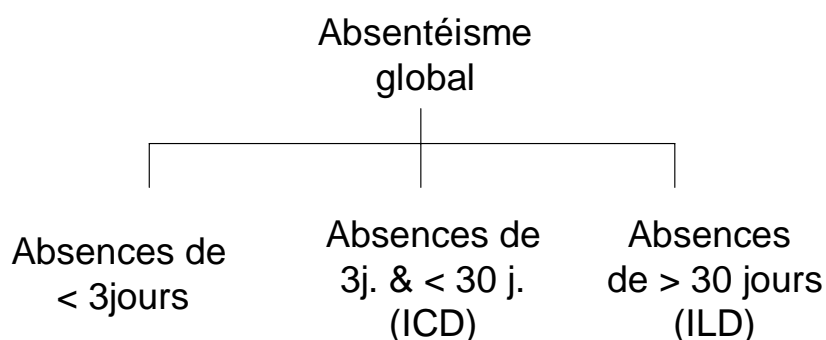 Absentéisme
global
Absences de
< 3jours
Absences de
3j. & < 30 j.
(ICD)
Absences
de > 30 jours
(ILD)